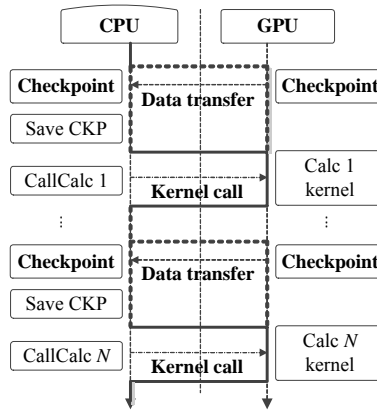 CPU
GPU
Checkpoint
Data transfer
Checkpoint
Save CKP
CallCalc 1
Kernel call
Calc 1
kernel
...
...
Checkpoint
Data transfer
Checkpoint
Save CKP
CallCalc N
Kernel call
Calc N
kernel